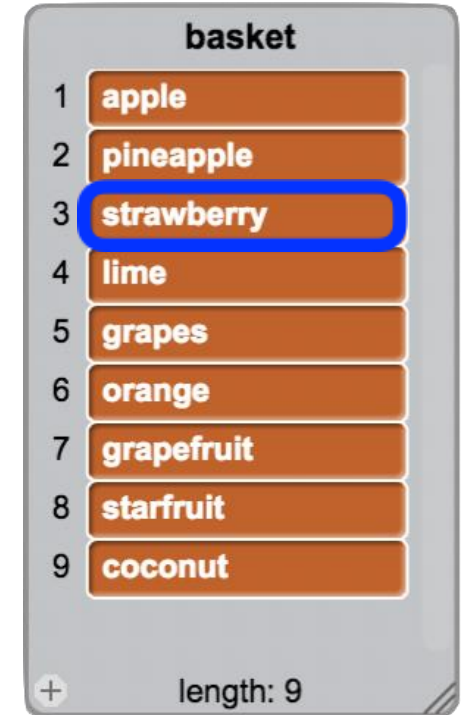 basket
1 apple
2 pineapple
3 strawberry
4 lime
5 grapes
6 orange
7 grapefruit
8 starfruit
9 coconut
+ length: 9